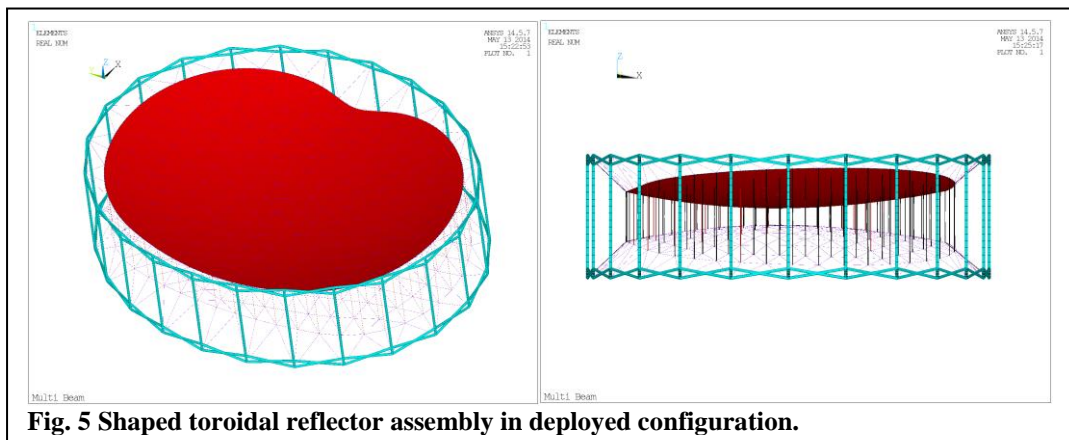 ELEMENTS
REAL NUM
ANSYS 14.5.7
MAY 13 2014
15:22:53
PLOT NO. 1
Z
X
Multi Beam
ELEMENTS
REAL NUM
ANSYS 14.5.7
MAY 13 2014
15:25:17
PLOT NO. 1
Z
X
Multi Beam
Fig. 5 Shaped toroidal reflector assembly in deployed configuration.